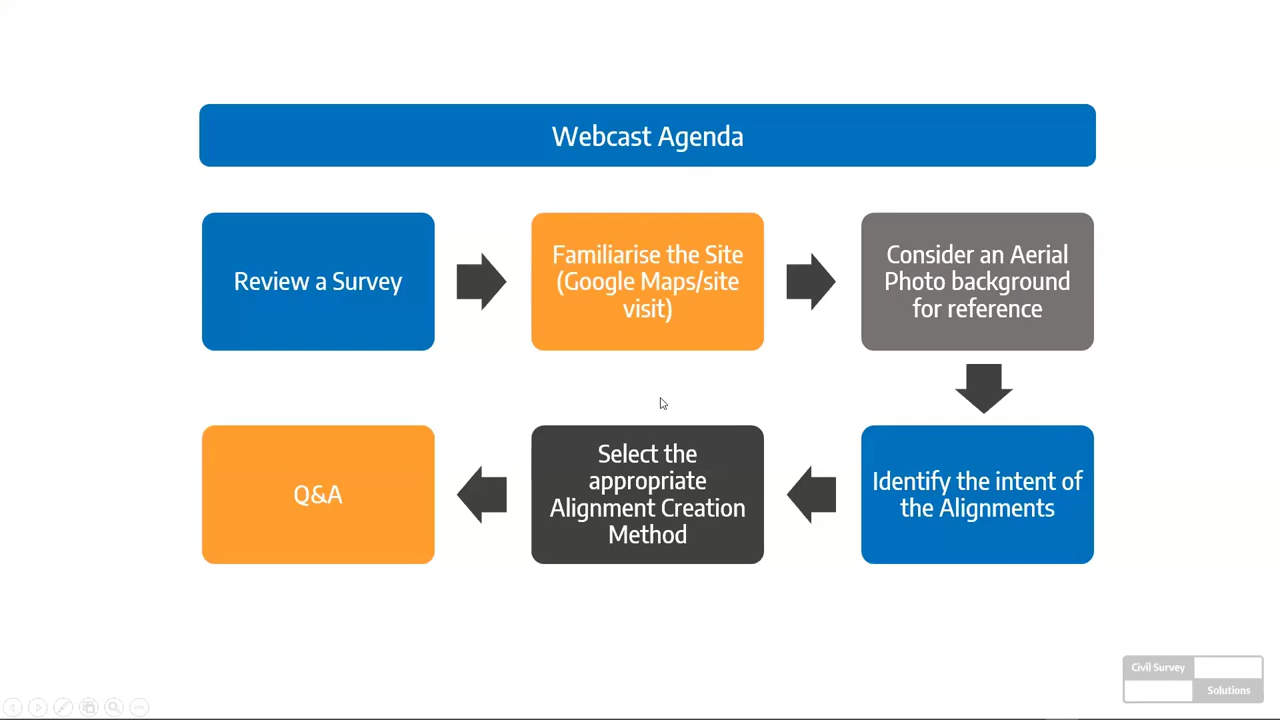 Webcast Agenda
Review a Survey
Familiarise the Site
(Google Maps/site
visit)
Consider an Aerial
Photo background
for reference
Identify the intent of
the Alignments
Select the
appropriate
Alignment Creation
Method
Q&A
Civil Survey
Solutions